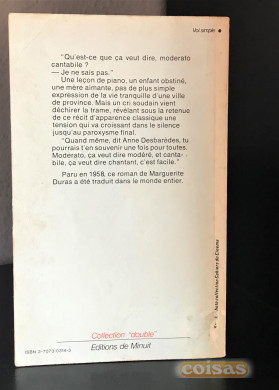 Vol simple ●
"Qu'est-ce que ça veut dire, moderato
cantabile ?
— Je ne sais pas."
Une leçon de piano, un enfant obstiné,
une mère aimante, pas de plus simple
expression de la vie tranquille d'une ville
de province. Mais un cri soudain vient
déchirer la trame, révélant sous la retenue
de ce récit d'apparence classique une
tension qui va croissant dans le silence
jusqu'au paroxysme final.
"Quand même, dit Anne Desbarèdes, tu
pourrais t'en souvenir une fois pour toutes.
Moderato, ça veut dire modéré, et canta-
bile, ça veut dire chantant, c'est facile."
Paru en 1958, ce roman de Marguerite
Duras a été traduit dans le monde entier.
Collection "double"
Editions de Minuit
eoisas